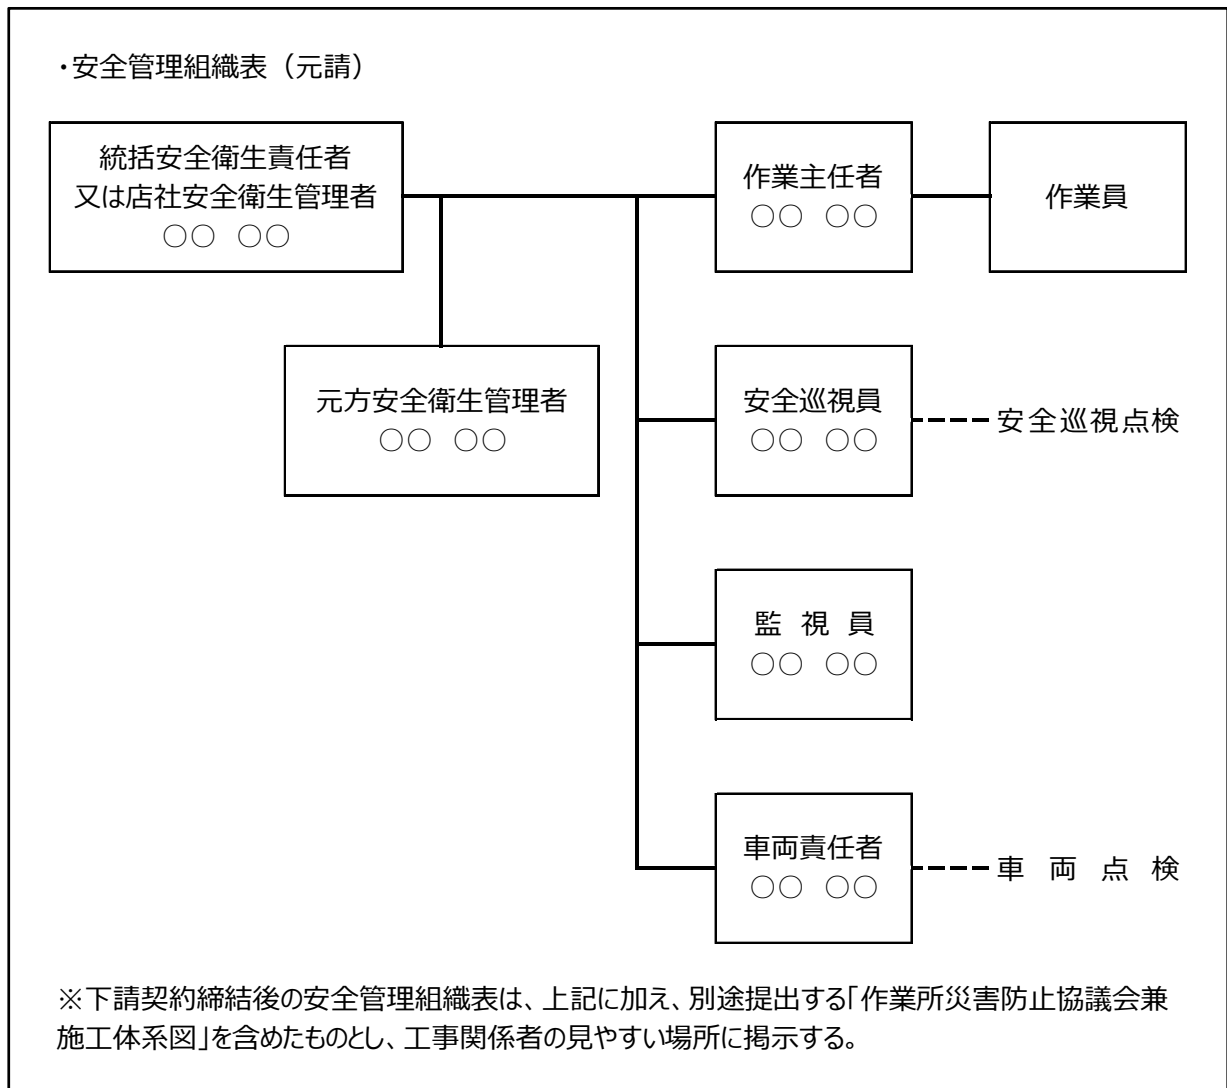 ・安全管理組織表（元請）
統括安全衛生責任者
又は店社安全衛生管理者
○○ ○○
作業主任者
○○ ○○
作業員
元方安全衛生管理者
○○ ○○
安全巡視員
○○ ○○
安全巡視点検
監 視 員
○○ ○○
車両責任者
○○ ○○
車 両 点 検
※下請契約締結後の安全管理組織表は、上記に加え、別途提出する「作業所災害防止協議会兼
施工体系図」を含めたものとし、工事関係者の見やすい場所に掲示する。